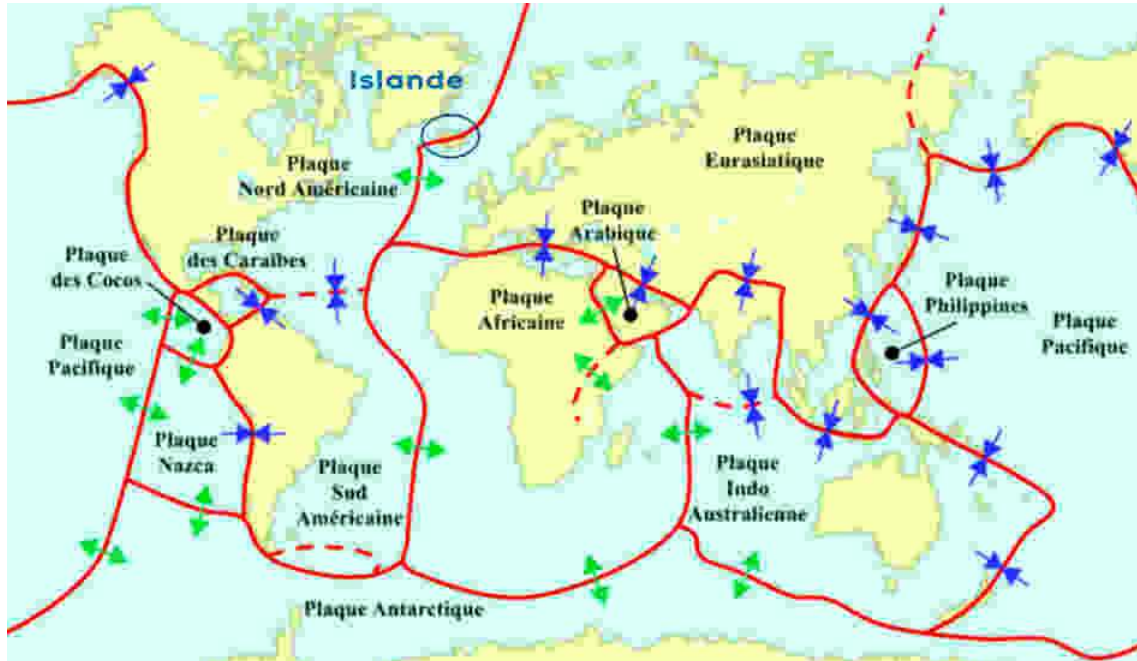 Islande
Plaque
Nord Américaine
Plaque
Eurasiatique
Plaque
Arabique
Plaque
des Caraïbes
Plaque
des Cocos
Plaque
Africaine
Plaque
Philippines
Plaque
Pacifique
Plaque
Pacifique
Plaque
Nazca
Plaque
Sud
Américaine
Plaque
Indo
Australienne
Plaque Antarctique